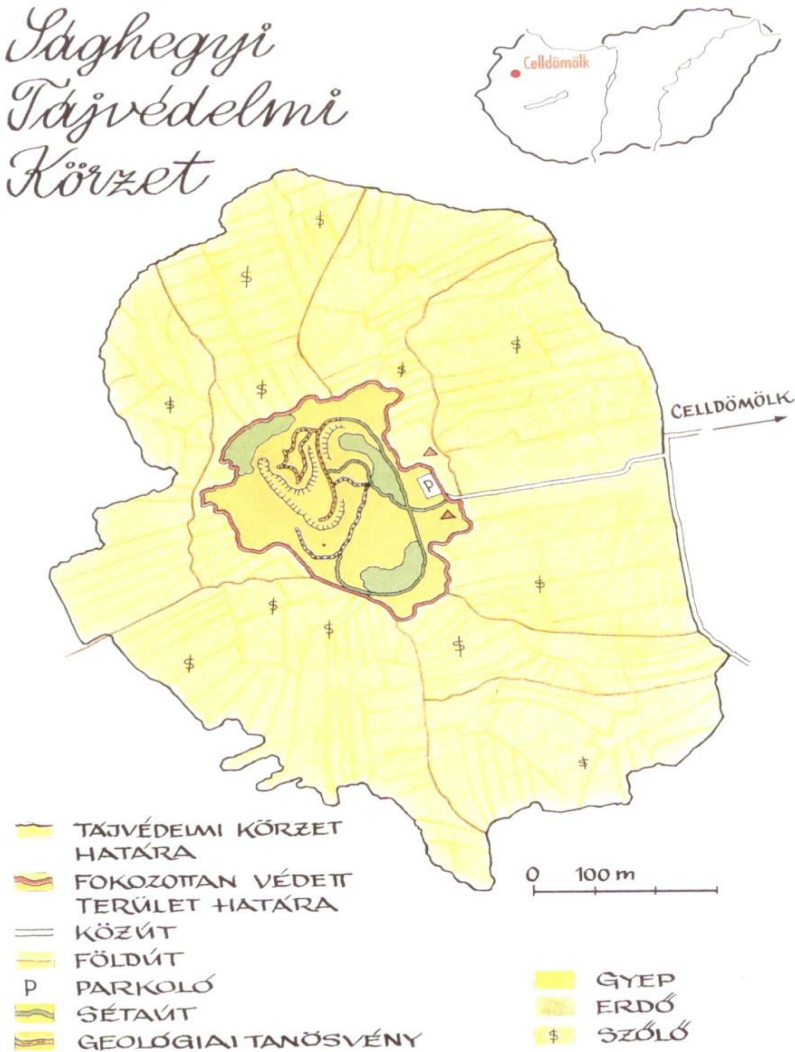 Sághegyi
Tájvédelmi
Körzet
Celldömölk
CELLDÖMÖLK
P
TÁJVÉDELMI KÖRZET
HATÁRA
FOKOZOTTAN VÉDETT
TERÜLET HATÁRA
KÖZÚT
FÖLDÚT
P PARKOLÓ
SÉTAÚT
GEOLÓGIAI TANÖSVÉNY
0 100 m
GYEP
ERDŐ
SZŐLŐ